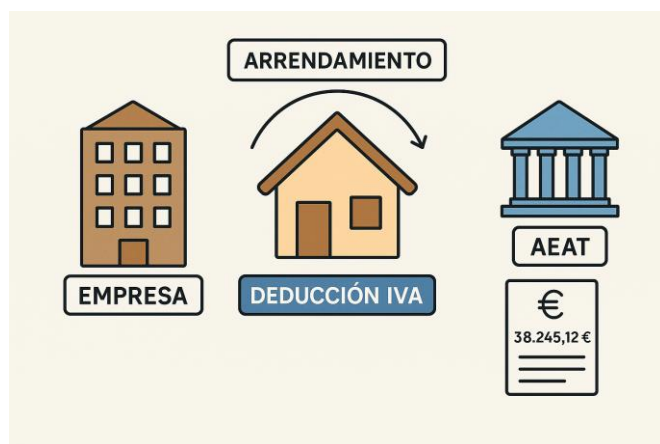 ARRENDAMIENTO
EMPRESA
DEDUCCIÓN IVA
AEAT
€
38.245,12 €